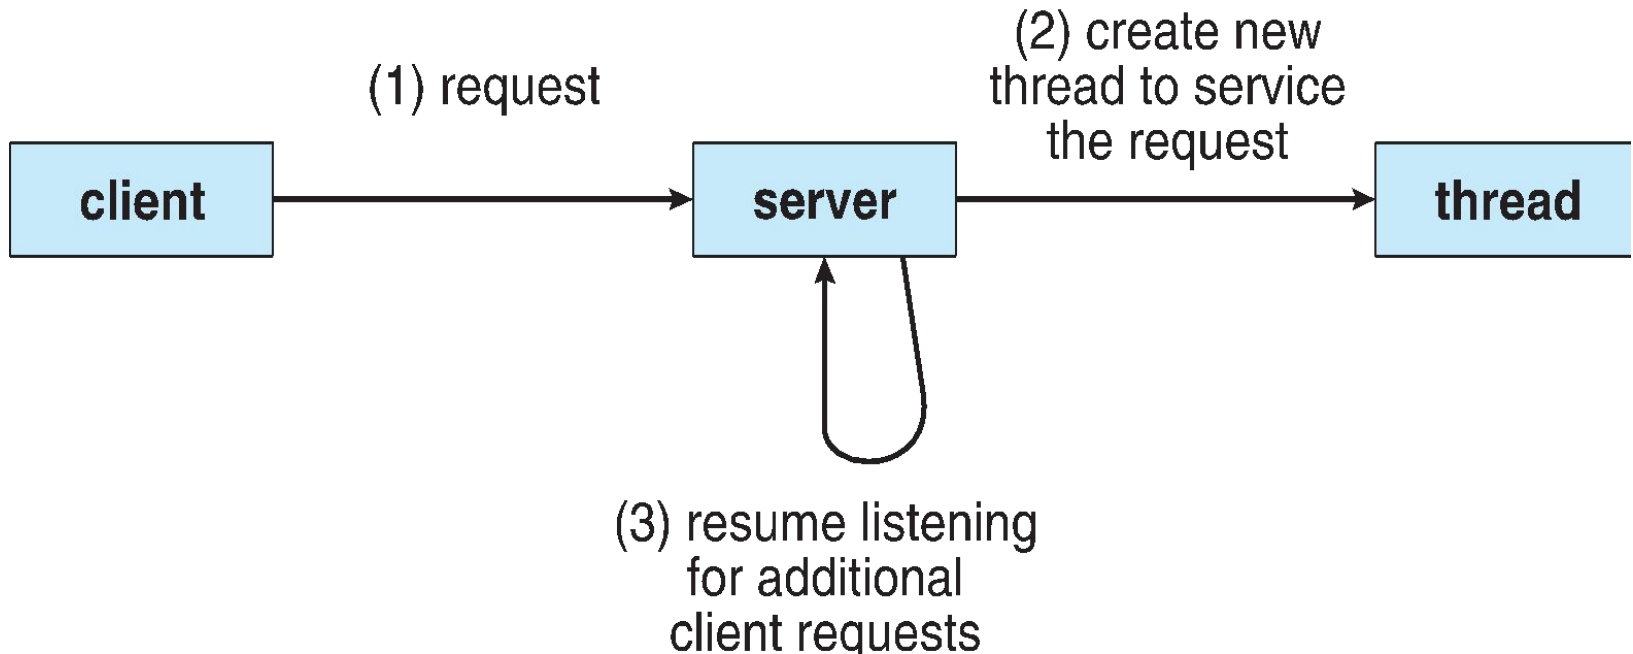 (1) request
(2) create new
thread to service
the request
client
server
thread
(3) resume listening
for additional
client requests